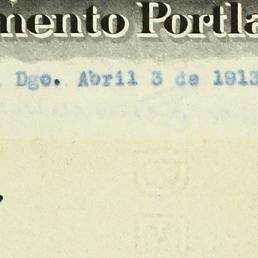 mento Portla
Dgo. Abril 3 de 1913